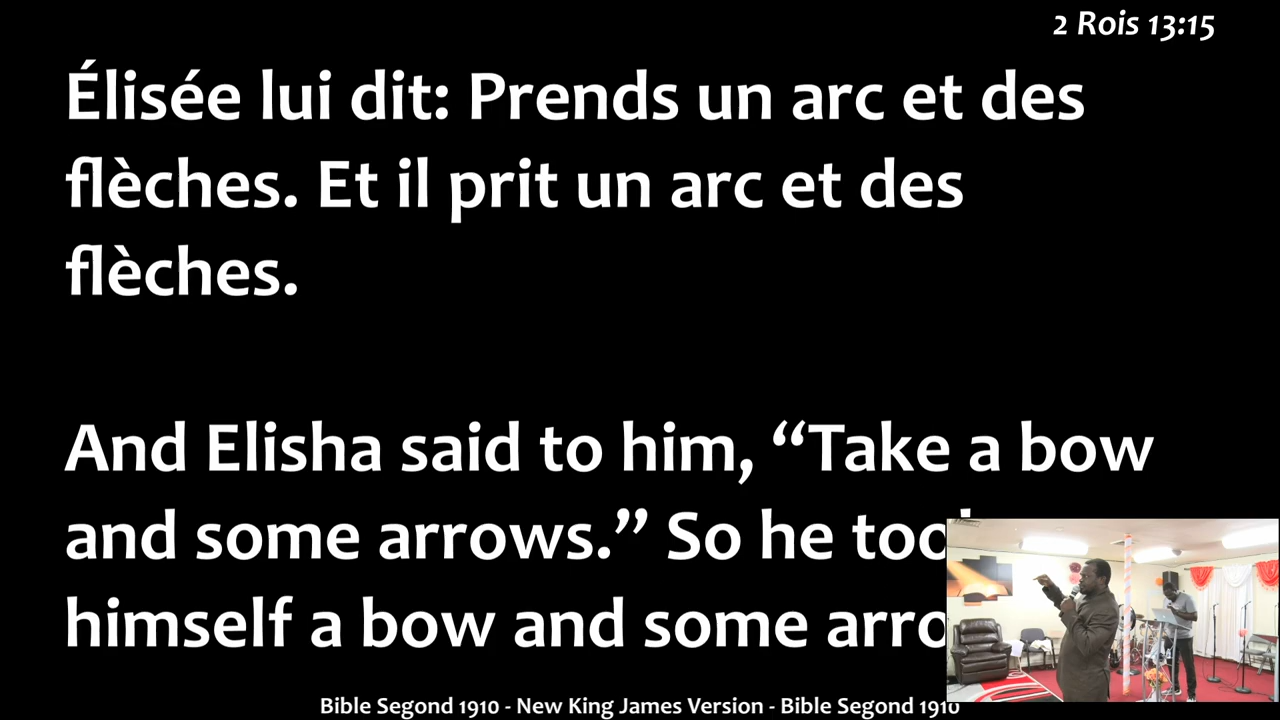 2 Rois 13:15
Élisée lui dit: Prends un arc et des
flèches. Et il prit un arc et des
flèches.
And Elisha said to him, “Take a bow
and some arrows.” So he
himself a bow and some
Bible Segond 1910 - New King James Version - Bible Segond 1910